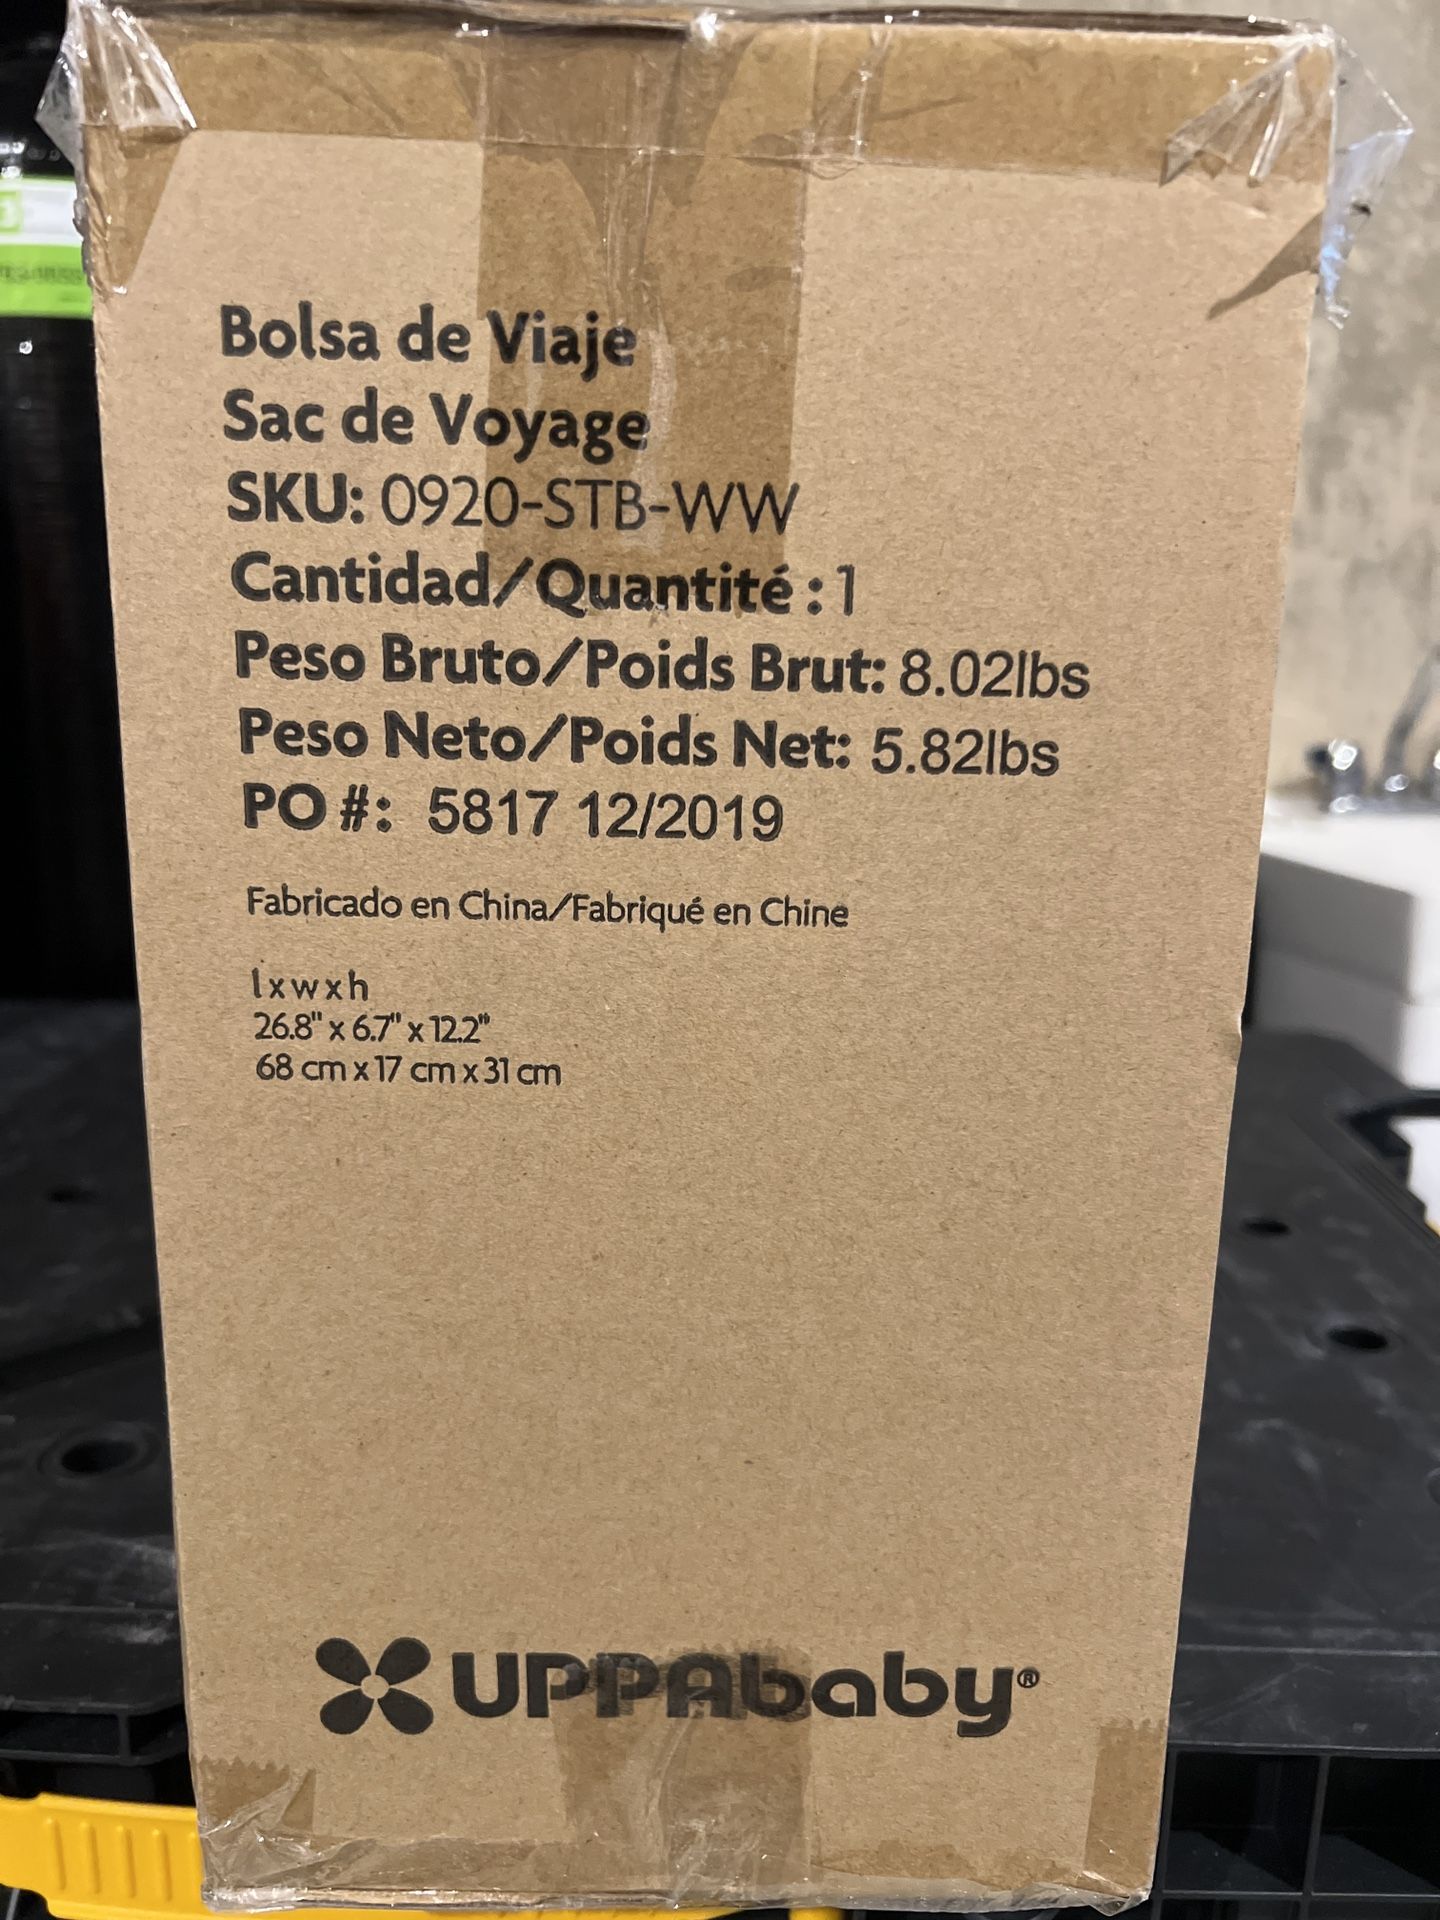 Bolsa de Viaje
Sac de Voyage
SKU: 0920-STB-WW
Cantidad/Quantité : 1
Peso Bruto/Poids Brut: 8.02lbs
Peso Neto/Poids Net: 5.82lbs
PO #: 5817 12/2019
Fabricado en China/Fabriqué en Chine
l x w x h
26.8" x 6.7" x 12.2"
68 cm x 17 cm x 31 cm
UPPAbaby®